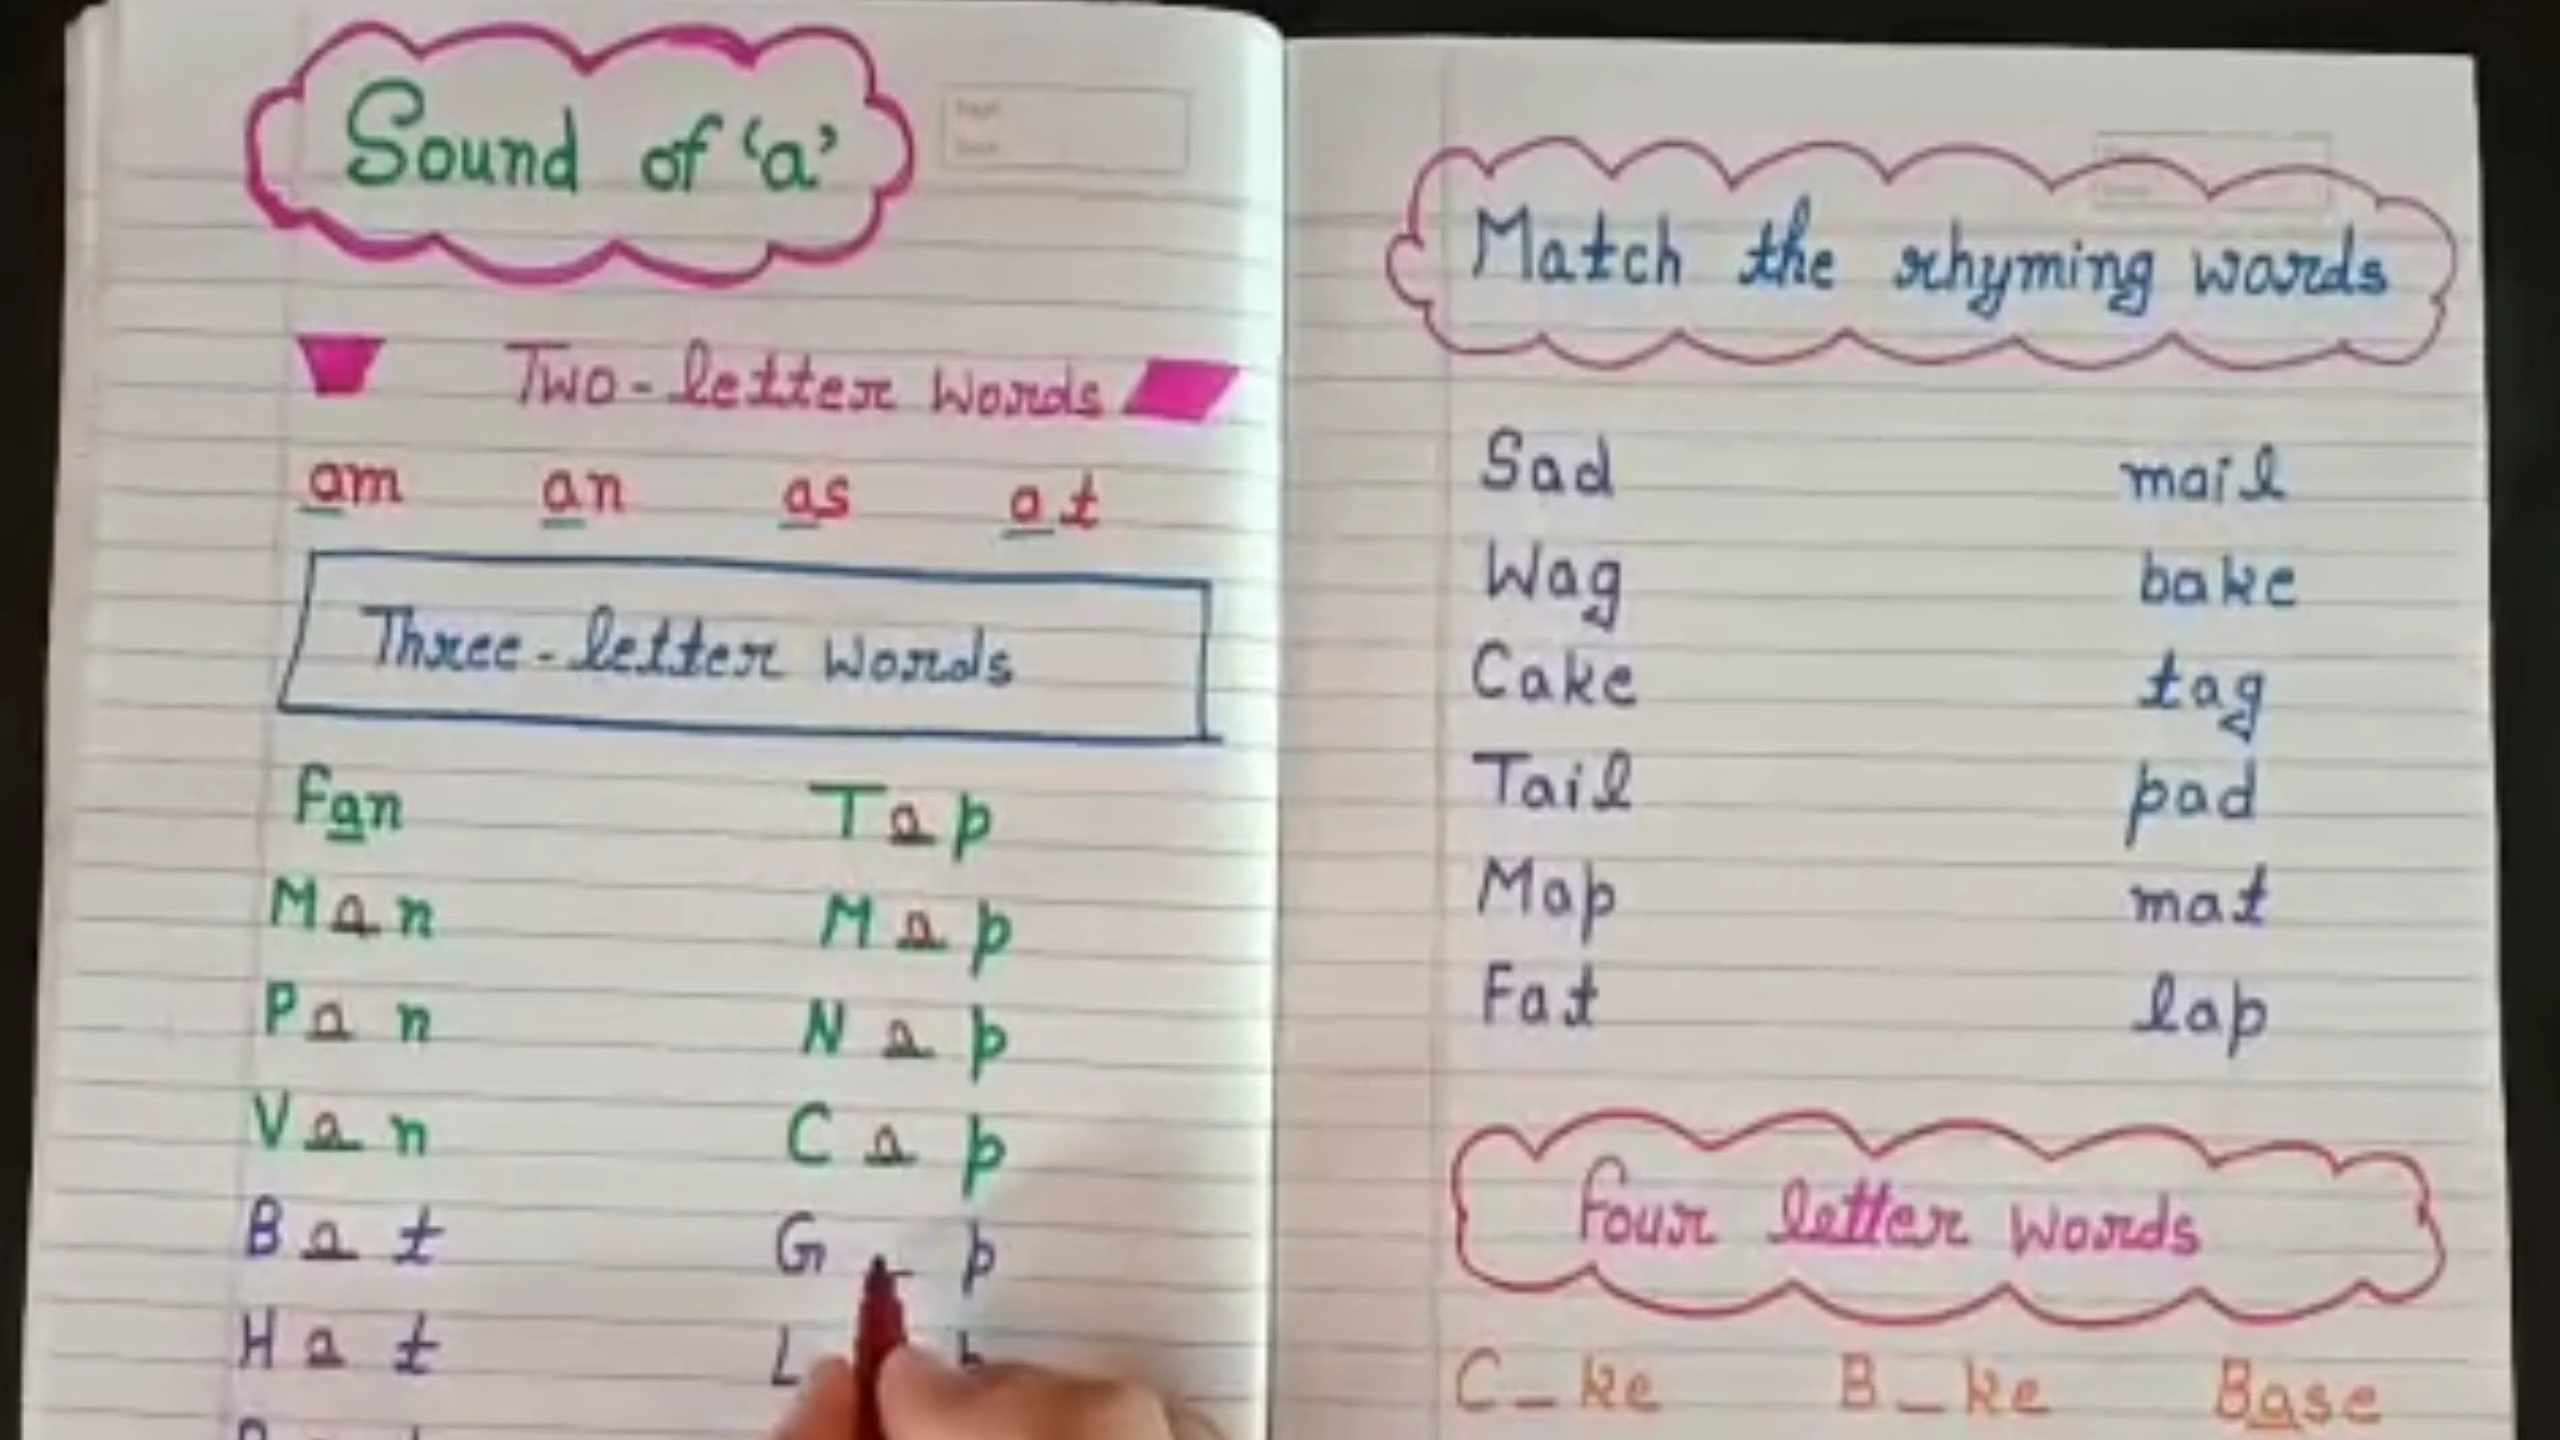 Sound of 'a'
Two-letter words
am an as at
Three-letter words
Fan Tap
Man Map
Pan Nap
Van Cap
Bat G_p
Hat L
Match the rhyming words
Sad mail
Wag bake
Cake tag
Tail pad
Map mat
Fat lap
Four letter words
C_ke B_ke Base